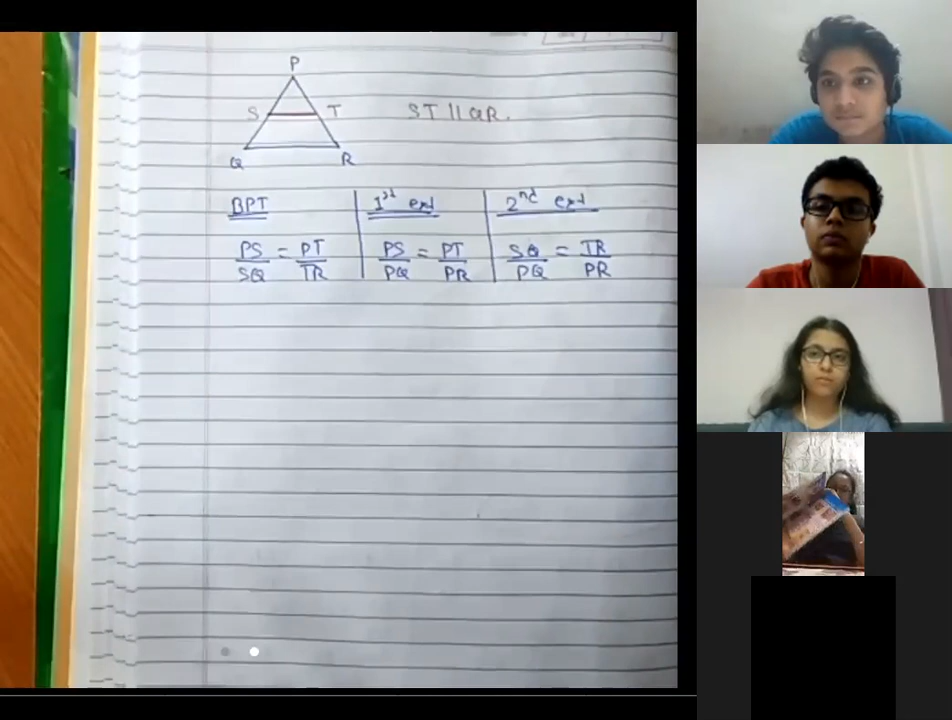 P
S T ST || QR.
Q R
BPT 1st ext 2nd ext
PS/SQ = PT/TR PS/PQ = PT/PR SQ/PQ = TR/PR